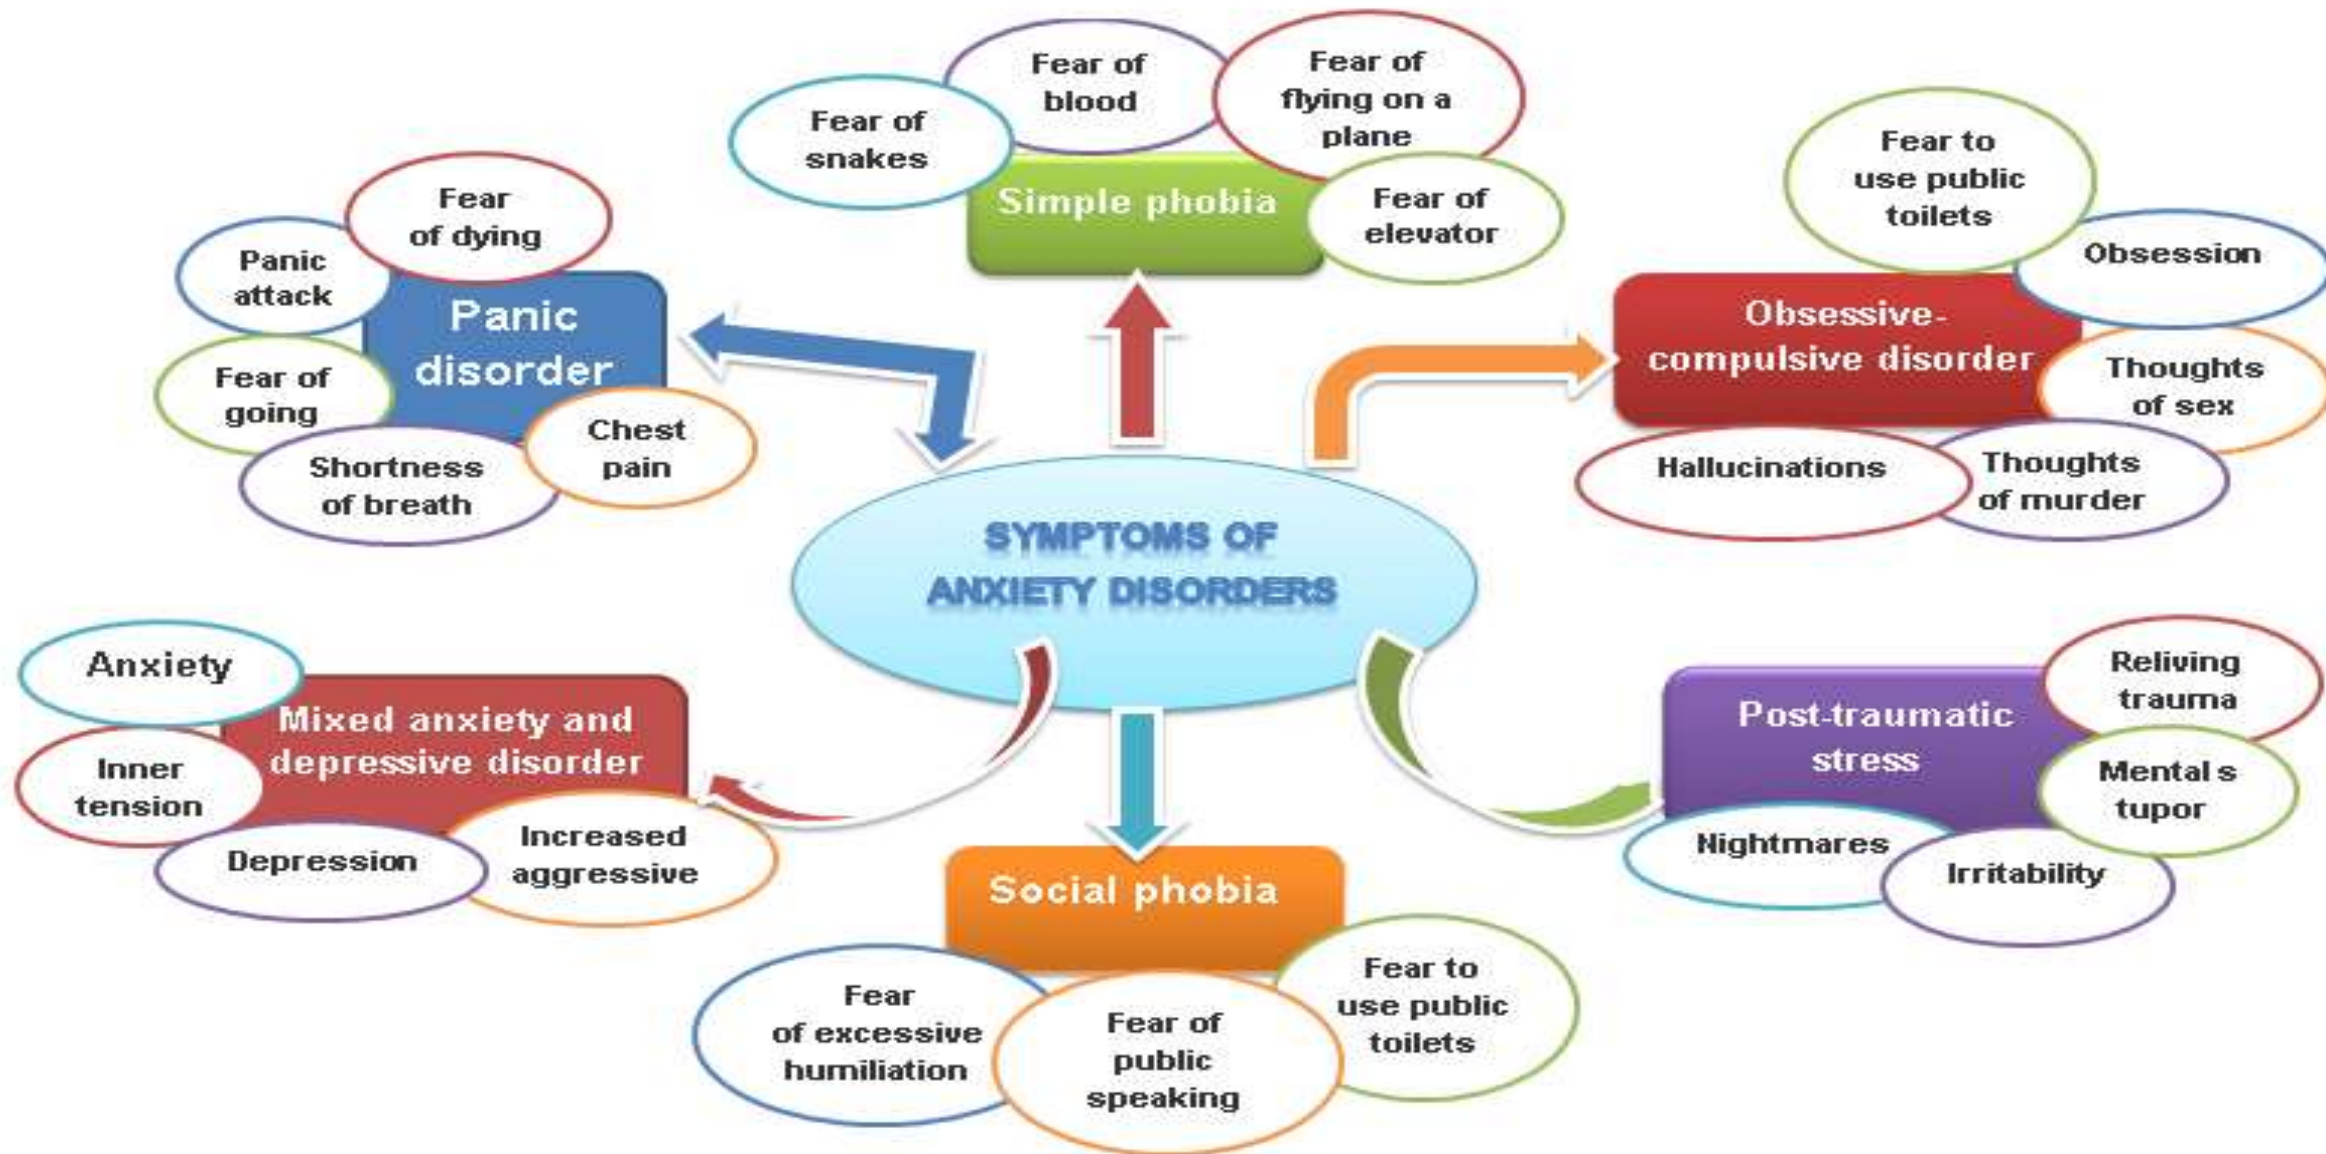 Fear of
blood
Fear of
flying on a
plane
Fear of
snakes
Simple phobia
Fear of
elevator
Fear to
use public
toilets
Obsession
Obsessive-
compulsive disorder
Thoughts
of sex
Thoughts
of murder
Hallucinations
Fear
of dying
Panic
attack
Panic
disorder
Fear of
going
Shortness
of breath
Chest
pain
SYMPTOMS OF
ANXIETY DISORDERS
Anxiety
Mixed anxiety and
depressive disorder
Inner
tension
Depression
Increased
aggressive
Social phobia
Fear
of excessive
humiliation
Fear of
public
speaking
Fear to
use public
toilets
Post-traumatic
stress
Reliving
trauma
Mental s
tupor
Nightmares
Irritability